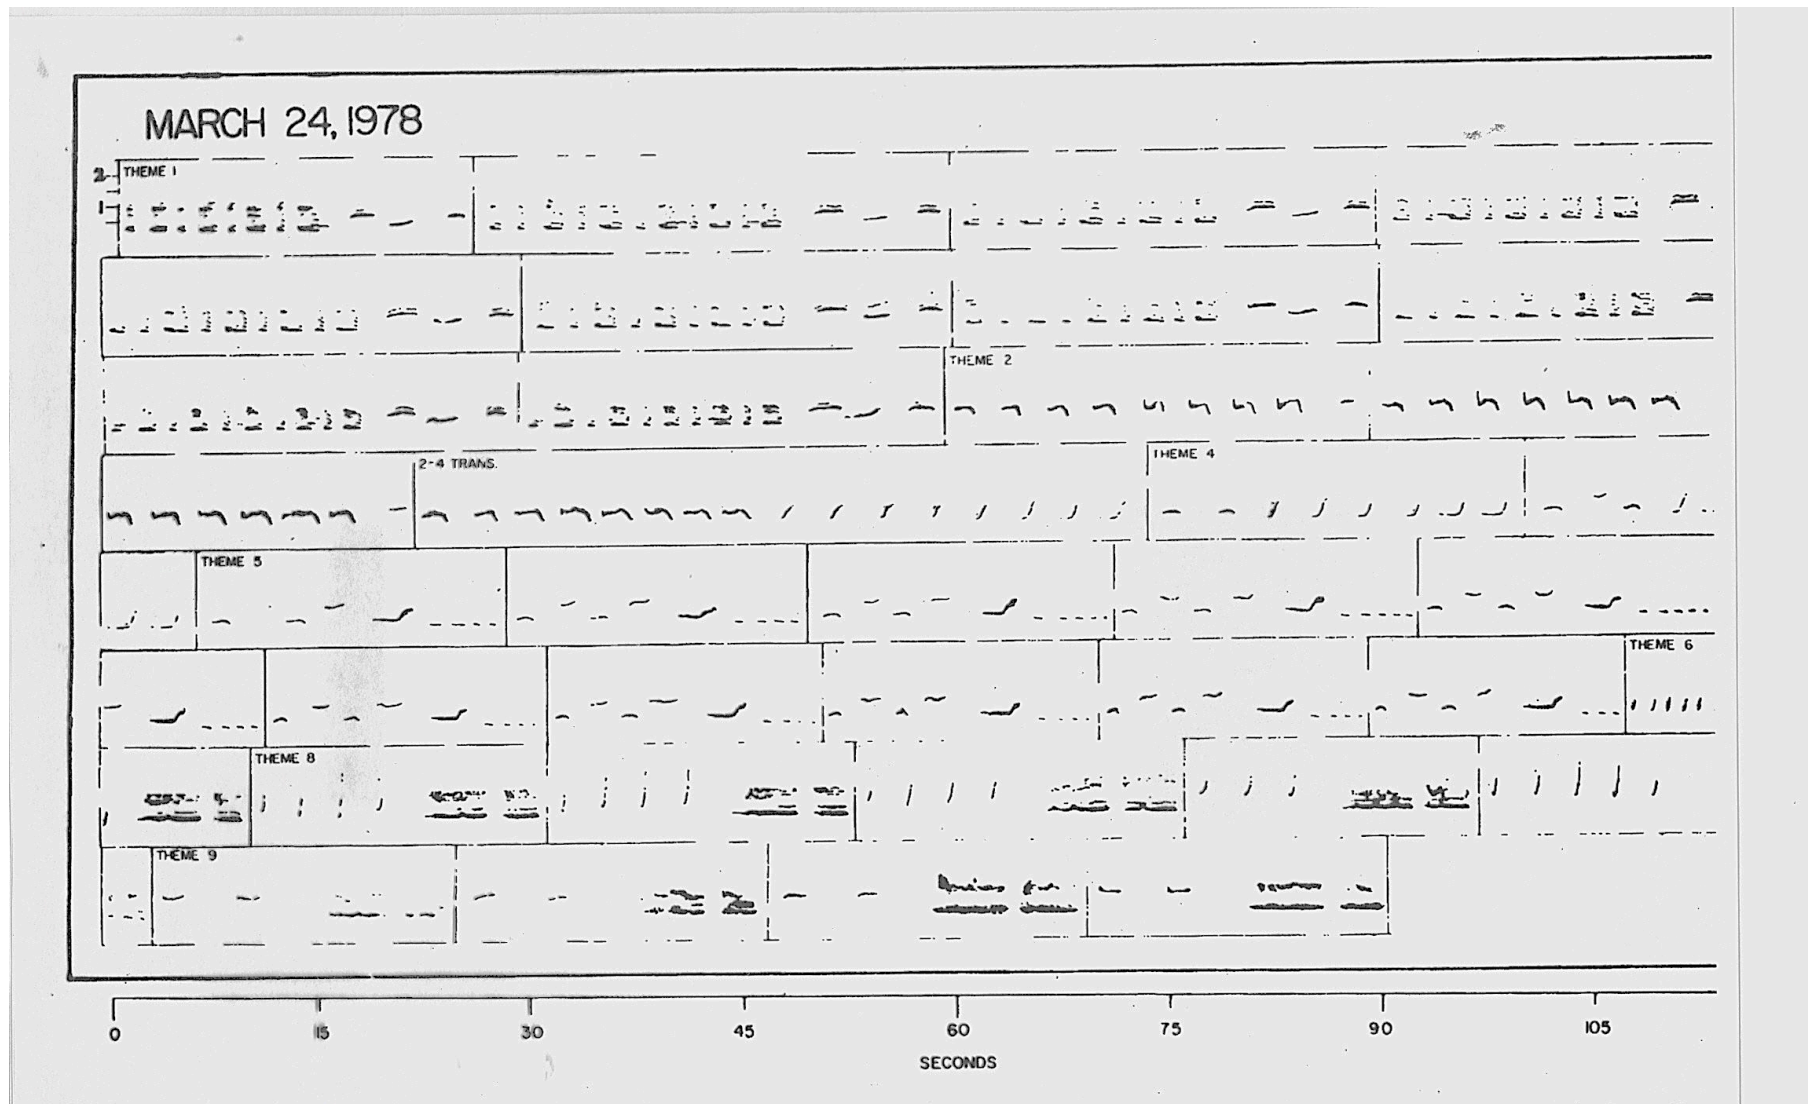 MARCH 24, 1978
2
THEME 1
1
THEME 2
2-4 TRANS.
THEME 4
THEME 5
THEME 6
THEME 8
THEME 9
0 15 30 45 60 75 90 105
SECONDS